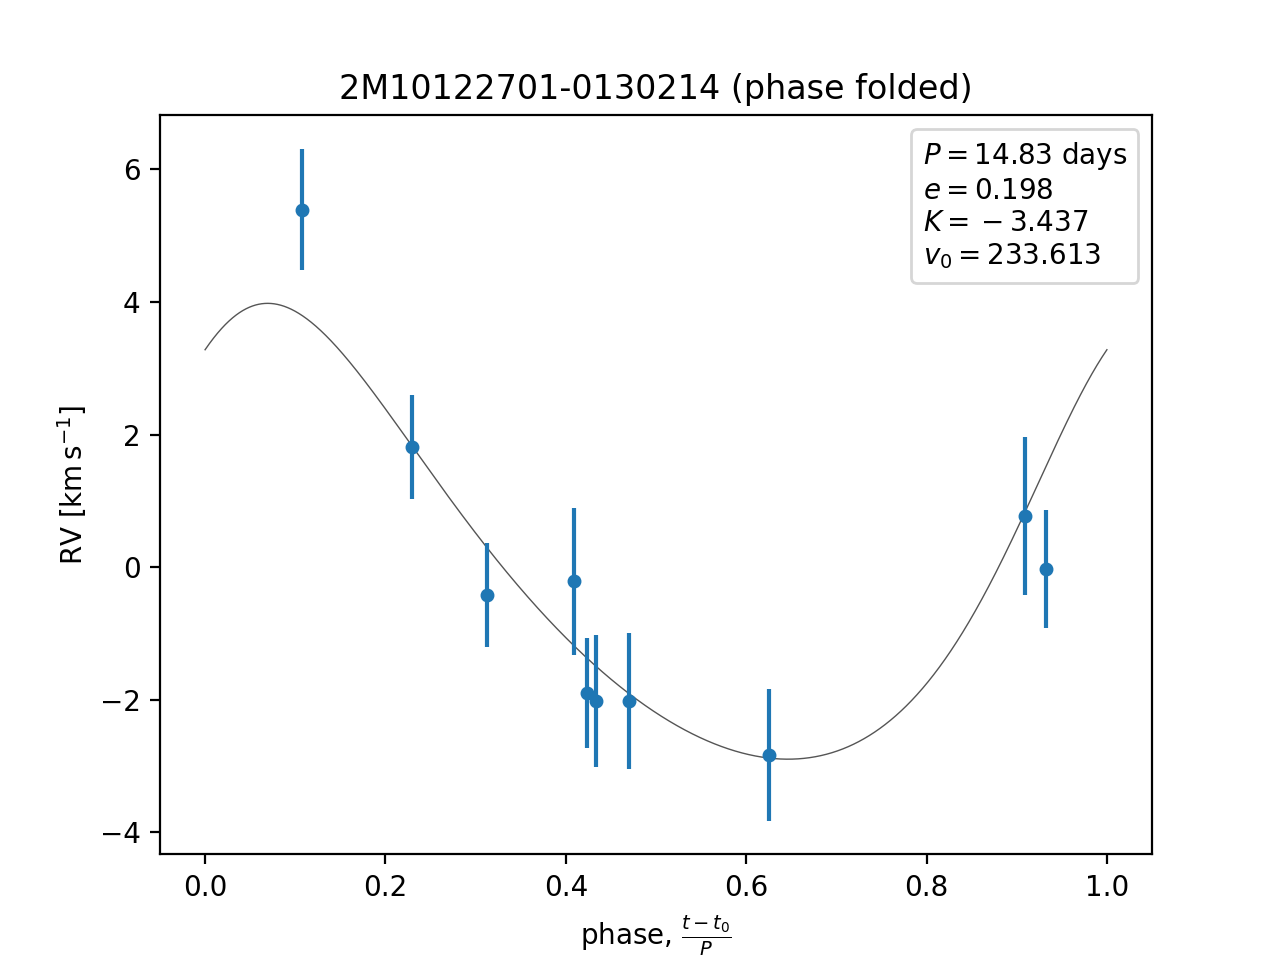 2M10122701-0130214 (phase folded)
P = 14.83 days
e = 0.198
K = −3.437
v₀ = 233.613
RV [km s⁻¹]
6
4
2
0
−2
−4
0.0 0.2 0.4 0.6 0.8 1.0
phase, (t − t₀)/P